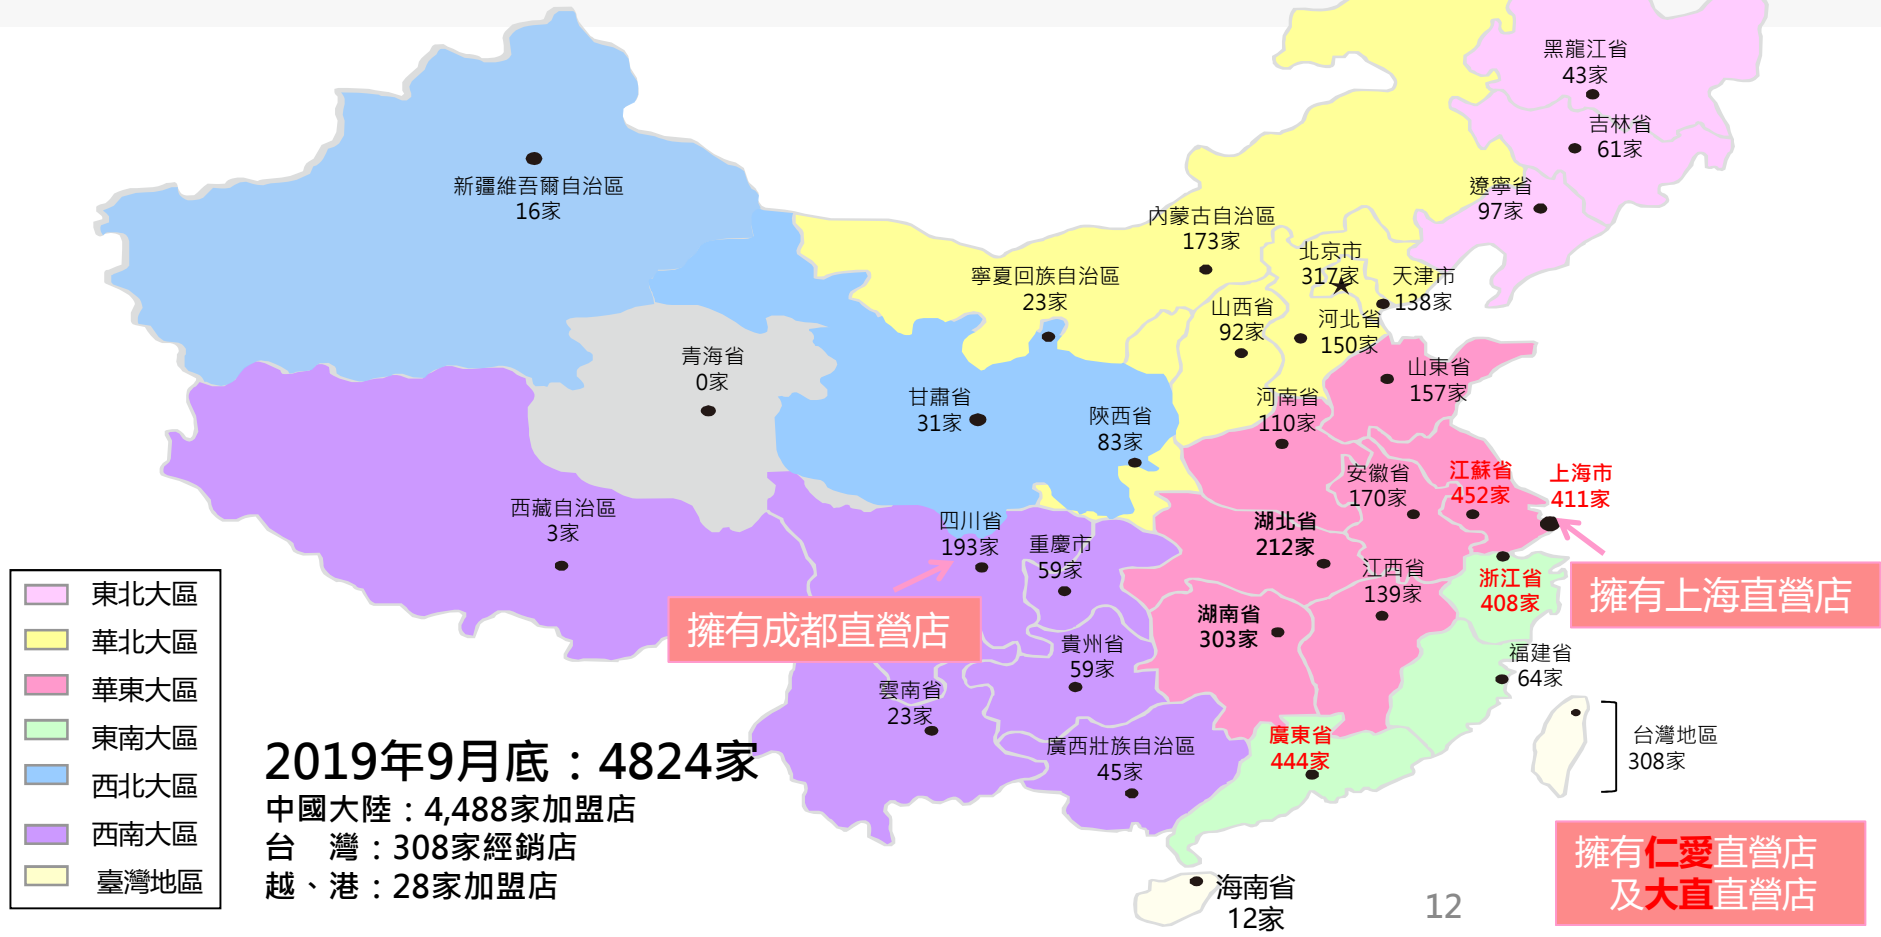 黑龍江省
43家
吉林省
61家
遼寧省
97家
新疆維吾爾自治區
16家
內蒙古自治區
173家
北京市
317家
天津市
138家
寧夏回族自治區
23家
山西省
92家
河北省
150家
青海省
0家
山東省
157家
甘肅省
31家
陝西省
83家
河南省
110家
安徽省
170家
江蘇省
452家
上海市
411家
西藏自治區
3家
四川省
193家
重慶市
59家
湖北省
212家
江西省
139家
浙江省
408家
擁有上海直營店
擁有成都直營店
湖南省
303家
貴州省
59家
福建省
64家
雲南省
23家
廣西壯族自治區
45家
廣東省
444家
台灣地區
308家
東北大區
華北大區
華東大區
東南大區
西北大區
西南大區
臺灣地區
2019年9月底：4824家
中國大陸：4,488家加盟店
台　灣：308家經銷店
越、港：28家加盟店
海南省
12家
擁有仁愛直營店
及大直直營店
12